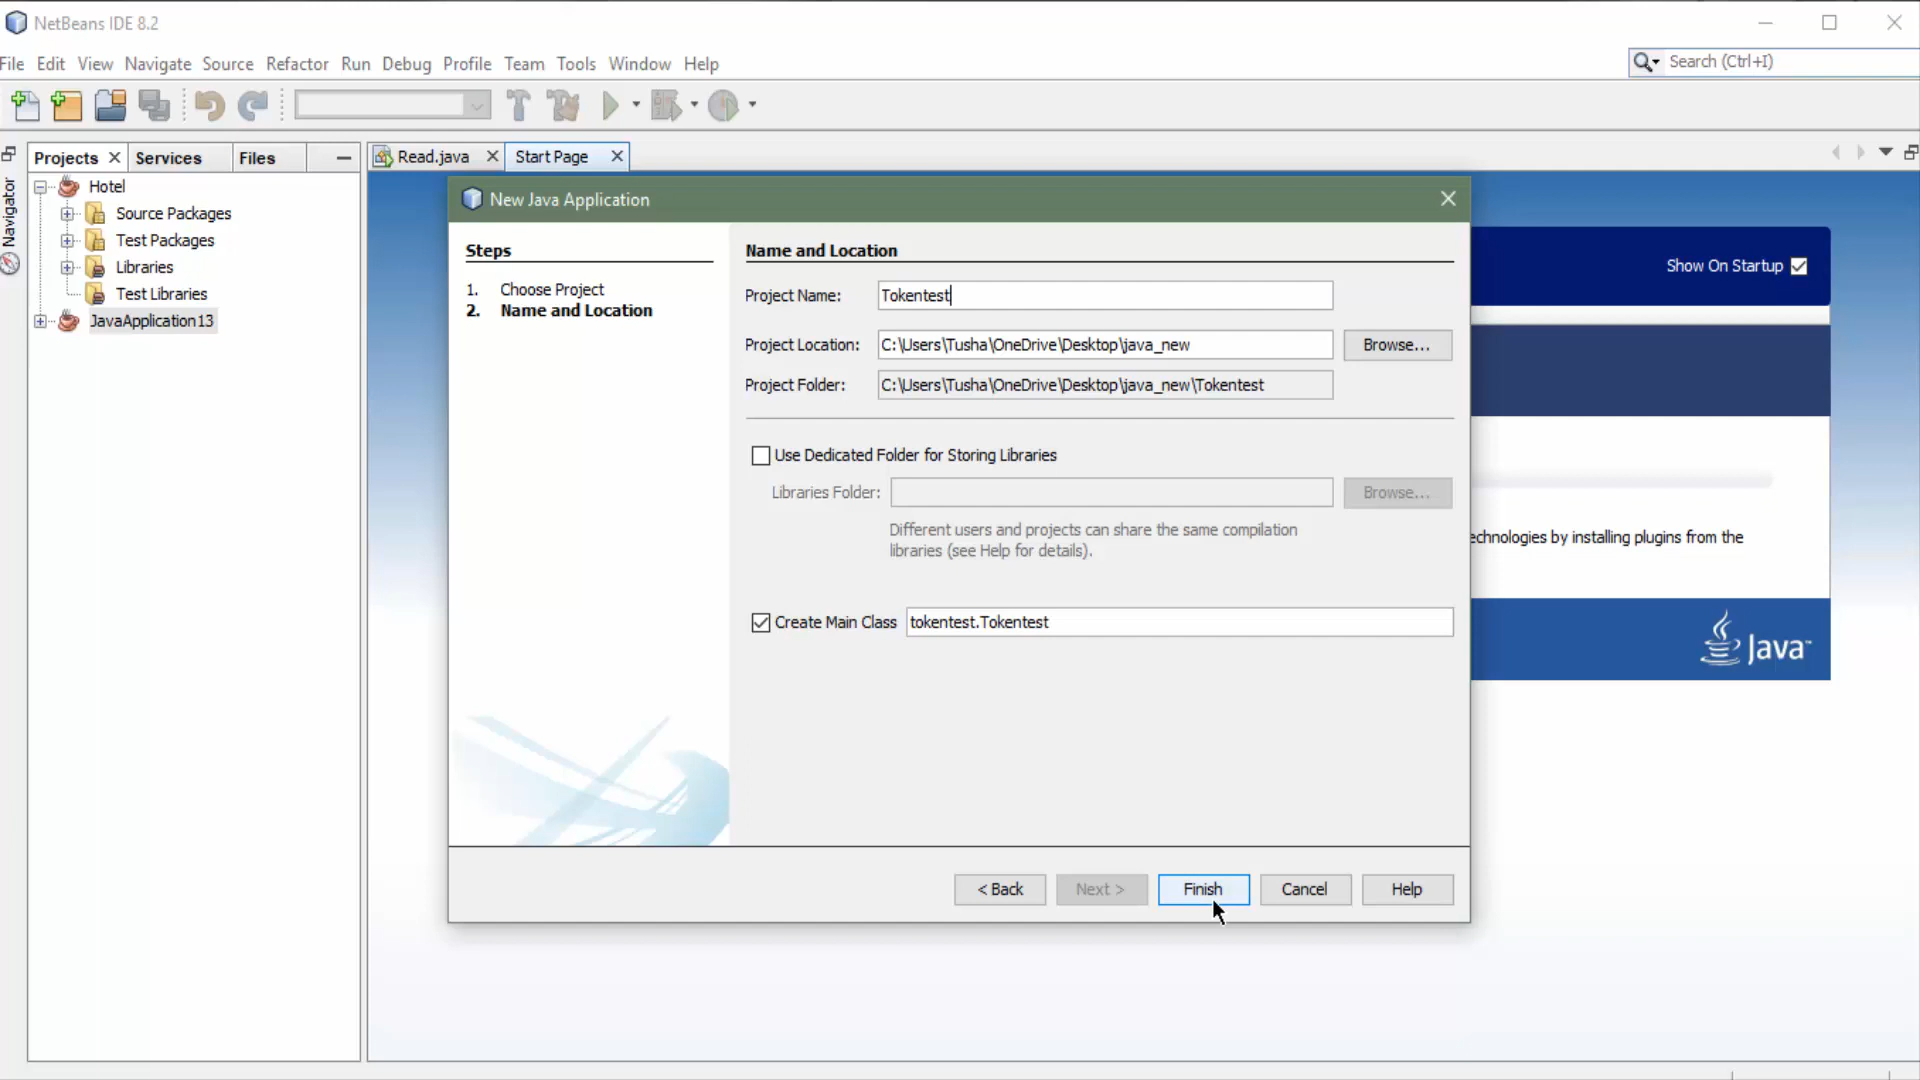 NetBeans IDE 8.2
File Edit View Navigate Source Refactor Run Debug Profile Team Tools Window Help
Search (Ctrl+I)
Projects Services Files
Read.java Start Page
Navigator
Hotel
Source Packages
Test Packages
Libraries
Test Libraries
JavaApplication13
New Java Application
Steps
1. Choose Project
2. Name and Location
Name and Location
Project Name: Tokentest
Project Location: C:\Users\Tusha\OneDrive\Desktop\java_new Browse...
Project Folder: C:\Users\Tusha\OneDrive\Desktop\java_new\Tokentest
Use Dedicated Folder for Storing Libraries
Libraries Folder: Browse...
Different users and projects can share the same compilation
libraries (see Help for details).
Create Main Class tokentest.Tokentest
< Back Next > Finish Cancel Help
Show On Startup
echnologies by installing plugins from the
Java™